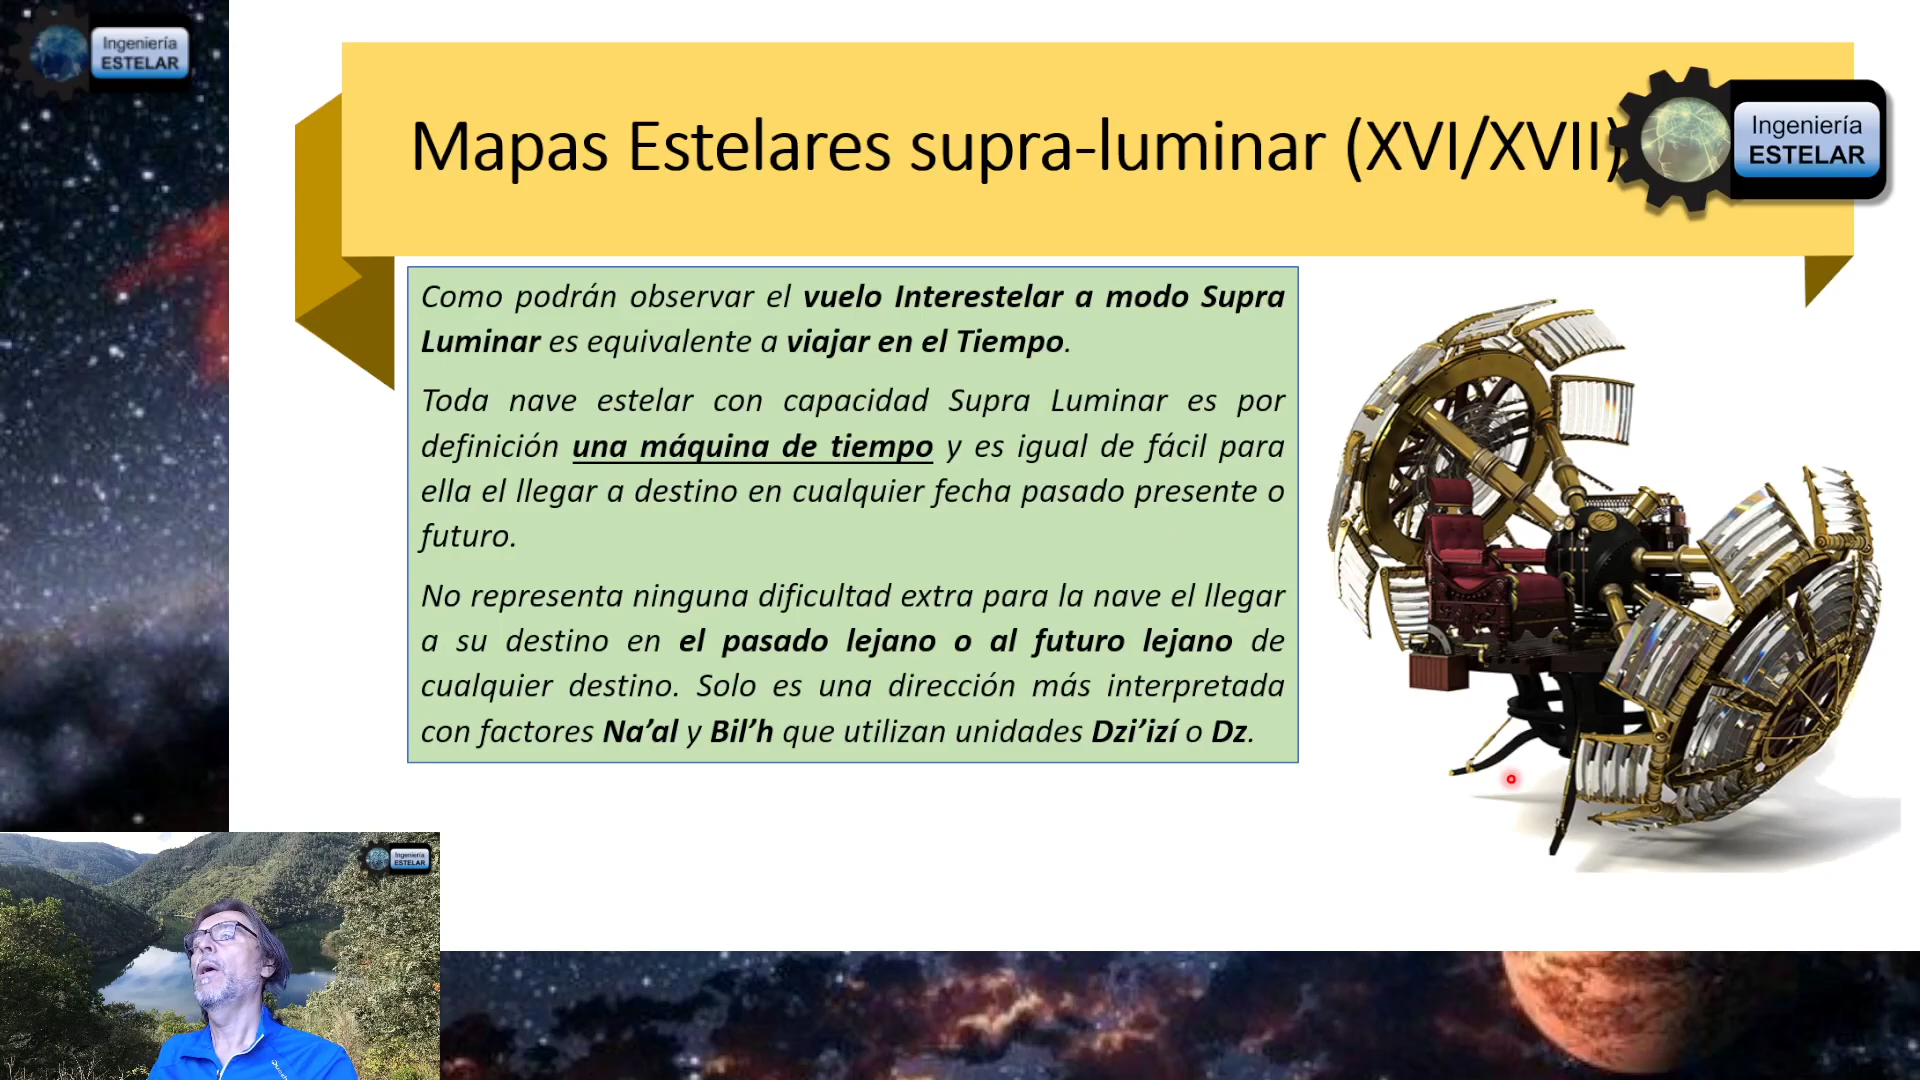 Ingeniería
ESTELAR
Mapas Estelares supra-luminar (XVI/XVII)
Ingeniería
ESTELAR
Como podrán observar el vuelo Interestelar a modo Supra
Luminar es equivalente a viajar en el Tiempo.
Toda nave estelar con capacidad Supra Luminar es por
definición una máquina de tiempo y es igual de fácil para
ella el llegar a destino en cualquier fecha pasado presente o
futuro.
No representa ninguna dificultad extra para la nave el llegar
a su destino en el pasado lejano o al futuro lejano de
cualquier destino. Solo es una dirección más interpretada
con factores Na’al y Bil’h que utilizan unidades Dzi’izí o Dz.
Ingeniería
ESTELAR